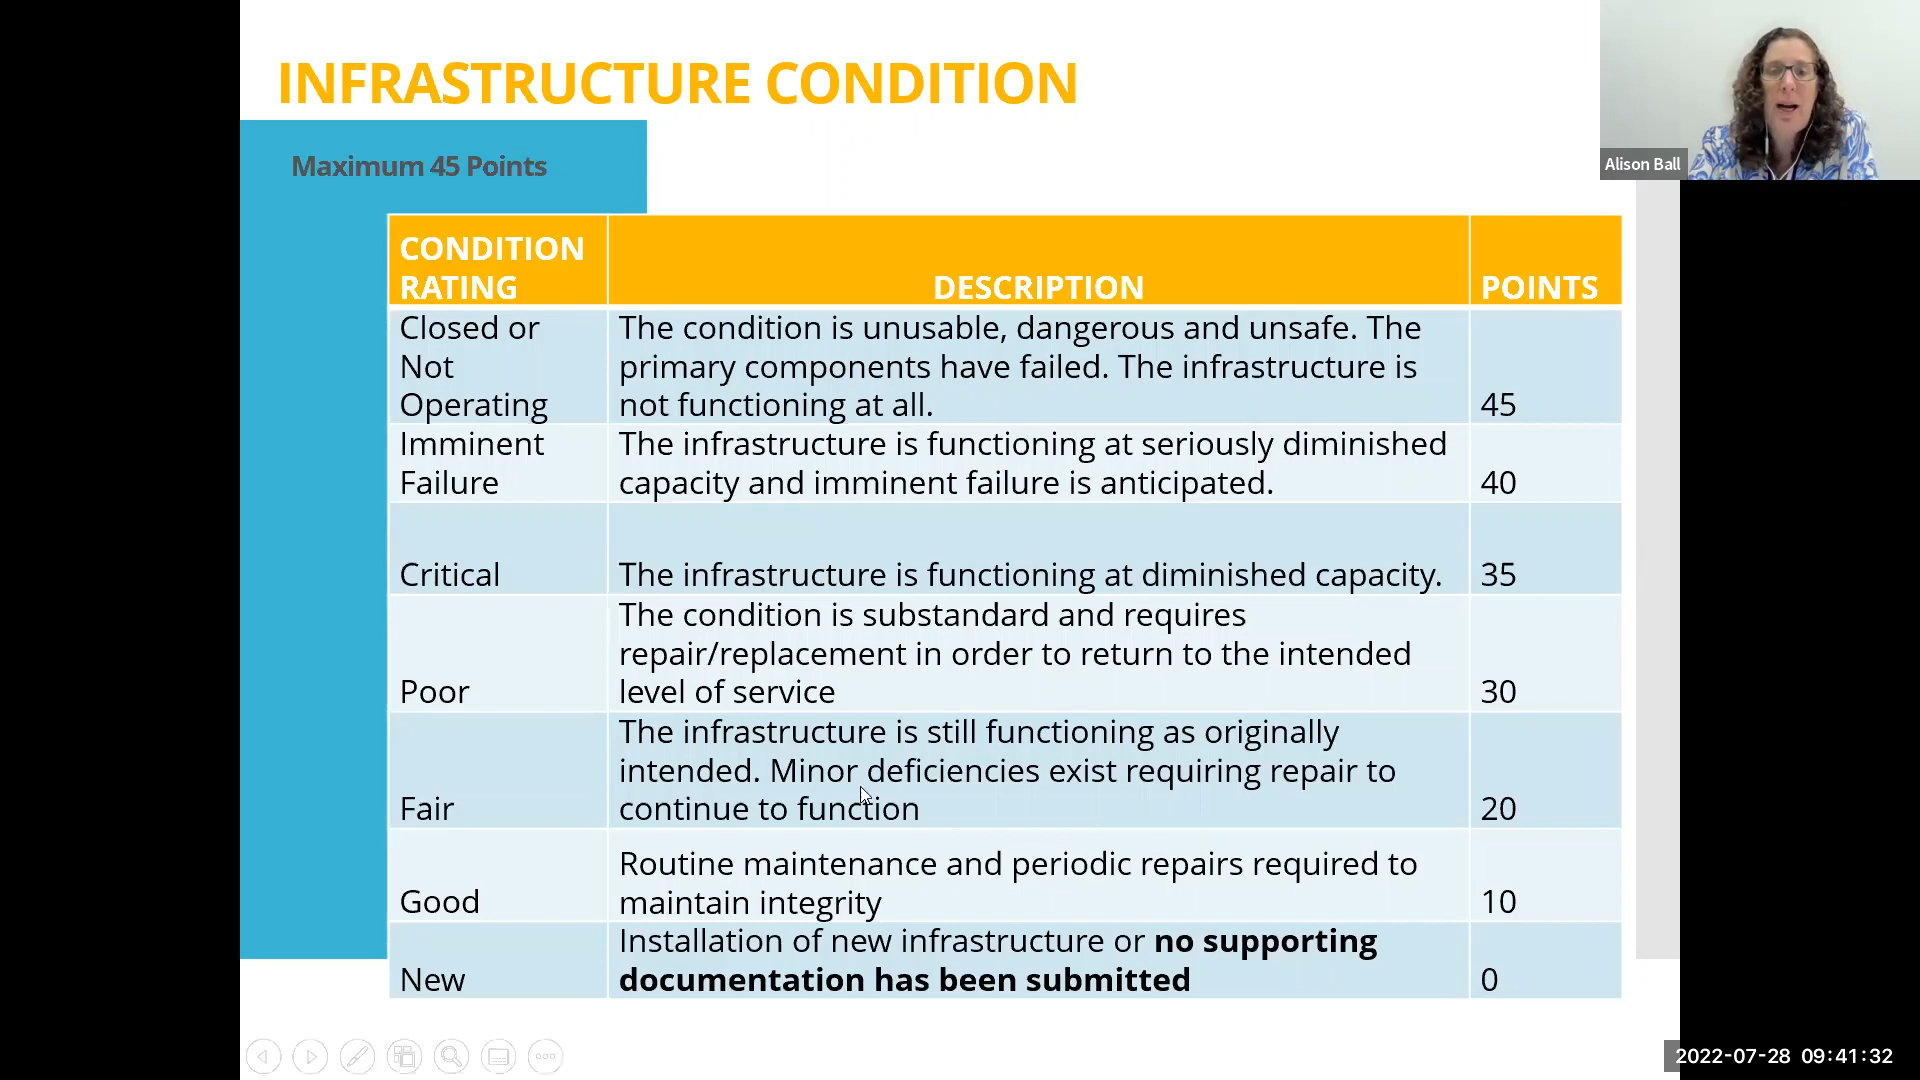 INFRASTRUCTURE CONDITION
Alison Ball
Maximum 45 Points
CONDITION
RATING
DESCRIPTION
POINTS
Closed or
Not
Operating
The condition is unusable, dangerous and unsafe. The
primary components have failed. The infrastructure is
not functioning at all.
45
Imminent
Failure
The infrastructure is functioning at seriously diminished
capacity and imminent failure is anticipated.
40
Critical
The infrastructure is functioning at diminished capacity.
35
Poor
The condition is substandard and requires
repair/replacement in order to return to the intended
level of service
30
Fair
The infrastructure is still functioning as originally
intended. Minor deficiencies exist requiring repair to
continue to function
20
Good
Routine maintenance and periodic repairs required to
maintain integrity
10
New
Installation of new infrastructure or no supporting
documentation has been submitted
0
2022-07-28 09:41:32